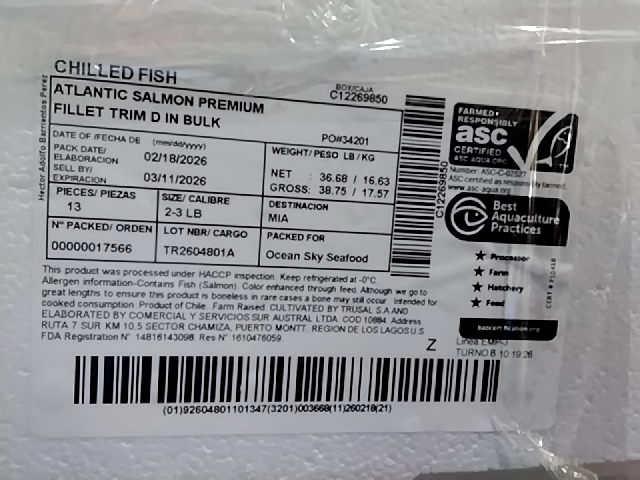 CHILLED FISH
BOX/CAJA
C12269850
ATLANTIC SALMON PREMIUM
FILLET TRIM D IN BULK
PO#34201
DATE OF /FECHA DE (mm/dd/yyyy)
PACK DATE/
ELABORACION 02/18/2026
SELL BY/
EXPIRACION 03/11/2026
WEIGHT/ PESO LB / KG
NET : 36.68 / 16.63
GROSS: 38.75 / 17.57
PIECES/ PIEZAS
13
SIZE/ CALIBRE
2-3 LB
DESTINACION
MIA
N° PACKED/ ORDEN
00000017566
LOT NBR/ CARGO
TR2604801A
PACKED FOR
Ocean Sky Seafood
This product was processed under HACCP inspection. Keep refrigerated at -0°C.
Allergen information-Contains Fish (Salmon). Color enhanced through feed. Although we go to
great lengths to ensure this product is boneless in rare cases a bone may still occur. Intended for
cooked consumption. Product of Chile. Farm Raised. CULTIVATED BY TRUSAL S.A AND
ELABORATED BY COMERCIAL Y SERVICIOS SUR AUSTRAL LTDA. COD 10884. Address
RUTA 7 SUR KM 10.5 SECTOR CHAMIZA, PUERTO MONTT. REGION DE LOS LAGOS U.S
FDA Registration N° 14816143098. Res N° 1610476059.
Z
Hector Adolfo Barrientos Perez
C12269850
FARMED
RESPONSIBLY
asc
CERTIFIED
ASC-AQUA.ORG
Number: ASC-C-02527
ASC certified as responsibly farmed.
www.asc-aqua.org
Best
Aquaculture
Practices
Processor
Farm
Hatchery
Feed
CERT # P10418
bapcertification.org
Linea EMP-3
TURNO B 10:19:26
(01)92604801101347(3201)003668(11)260218(21)